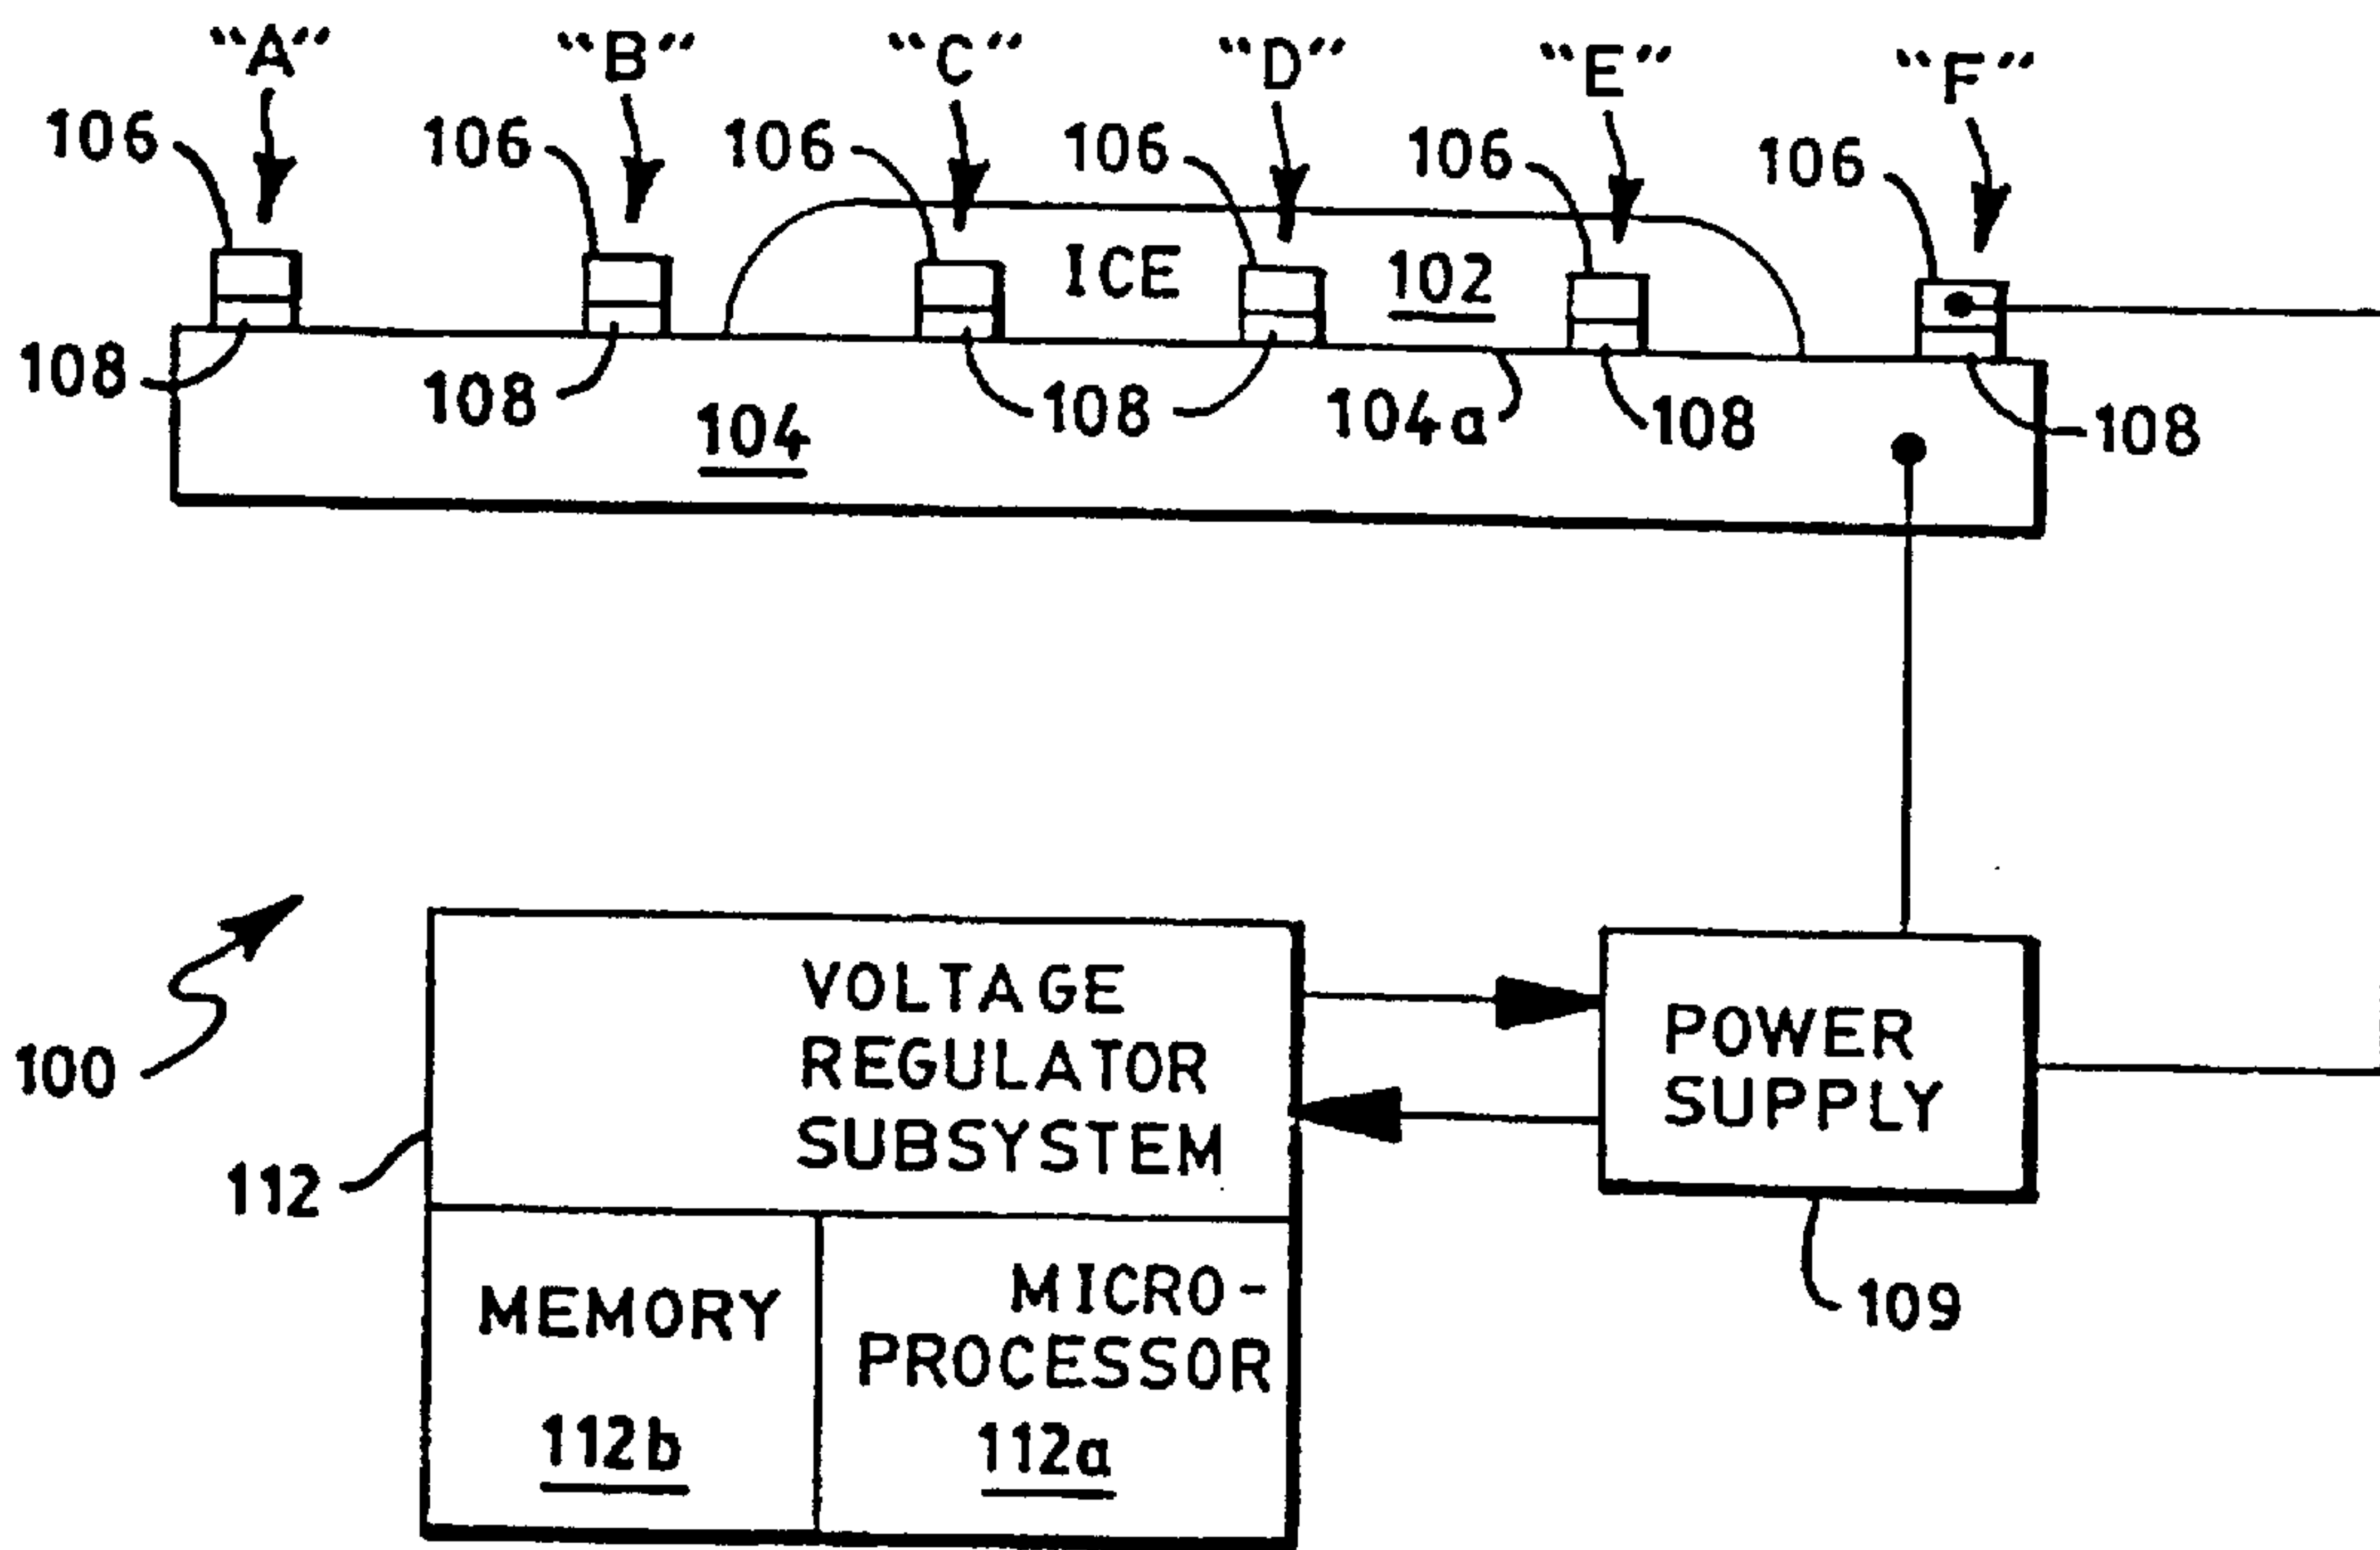 “A” “B” “C” “D” “E” “F”
106 106 106 106 106 106
ICE 102
108 108 104 108 104a 108 108
100
VOLTAGE
REGULATOR
SUBSYSTEM
POWER
SUPPLY
112
109
MEMORY
112b
MICRO-
PROCESSOR
112a